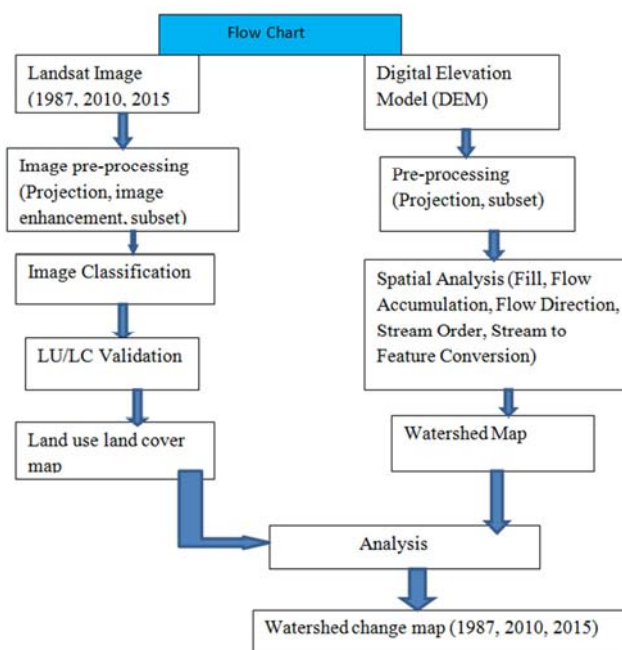 Flow Chart
Landsat Image
(1987, 2010, 2015
Image pre-processing
(Projection, image
enhancement, subset)
Image Classification
LU/LC Validation
Land use land cover
map
Digital Elevation
Model (DEM)
Pre-processing
(Projection, subset)
Spatial Analysis (Fill, Flow
Accumulation, Flow Direction,
Stream Order, Stream to
Feature Conversion)
Watershed Map
Analysis
Watershed change map (1987, 2010, 2015)